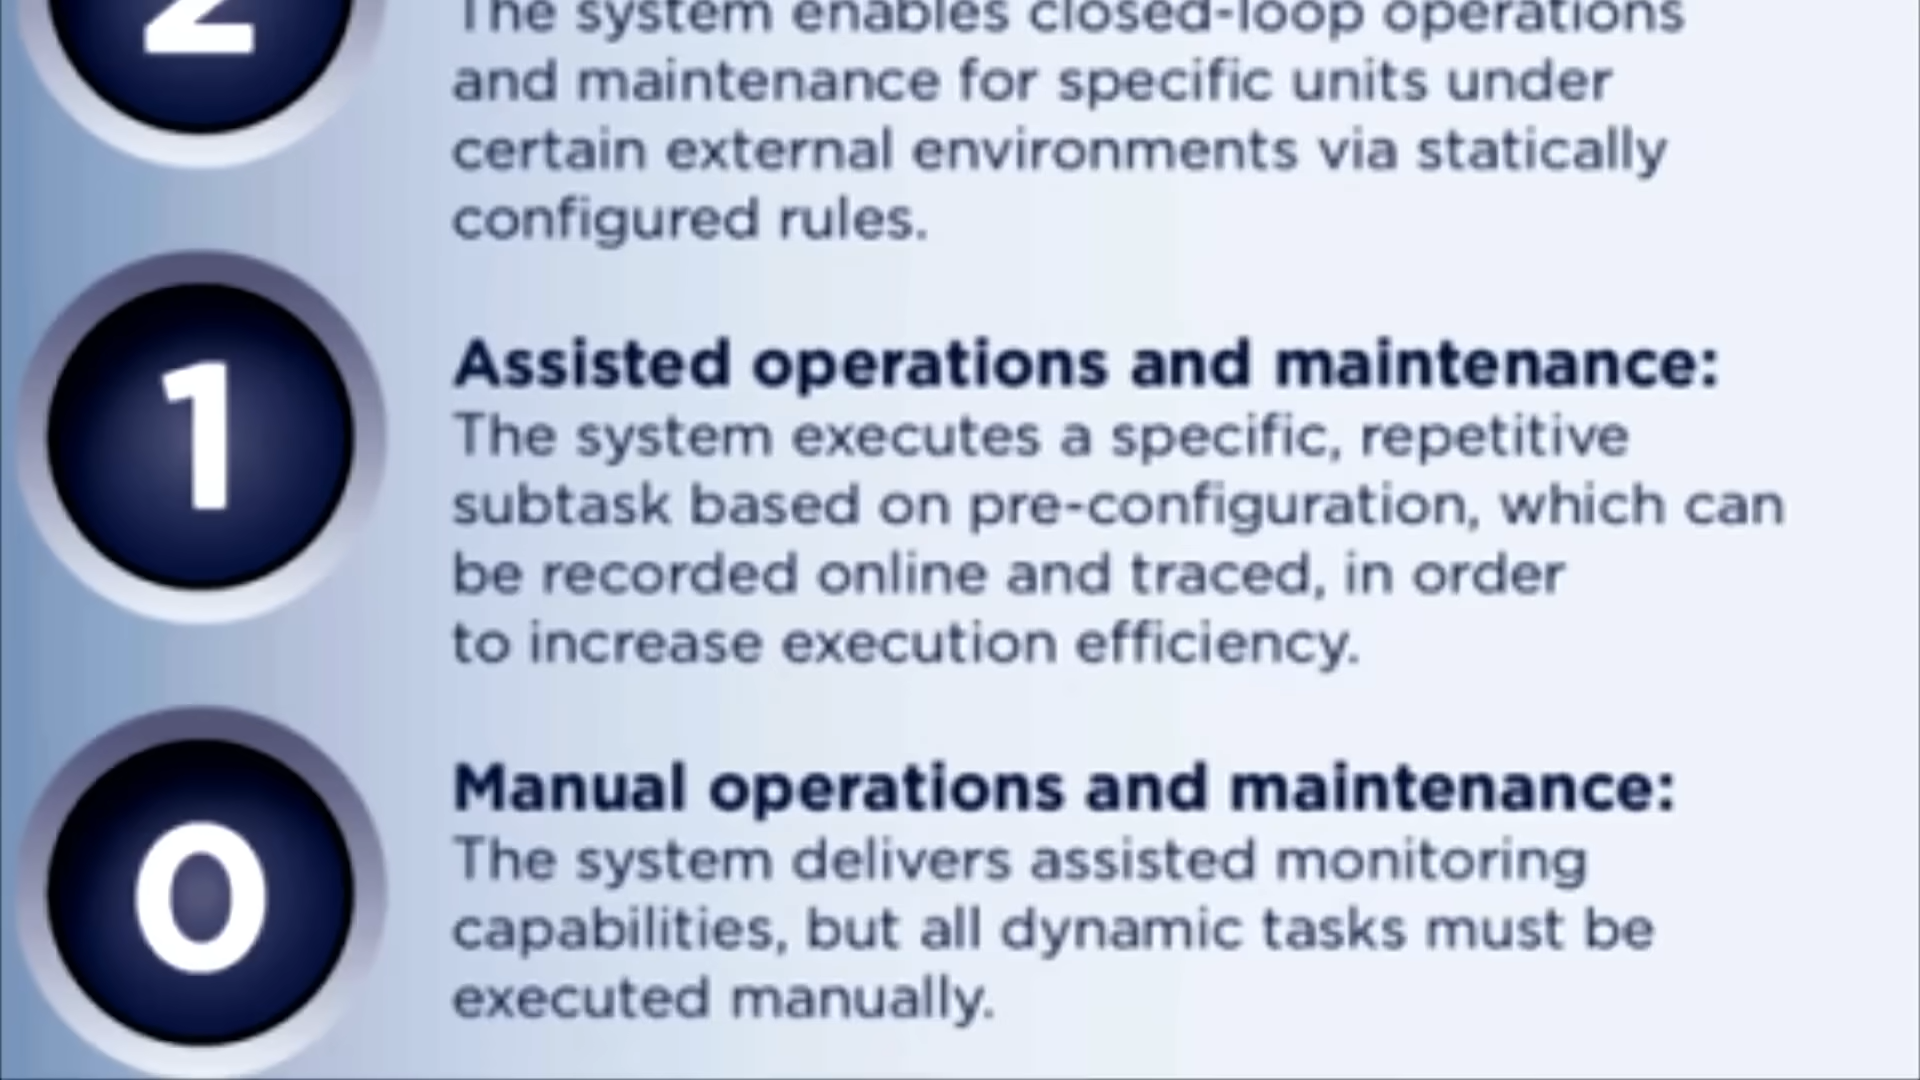 2
The system enables closed-loop operations
and maintenance for specific units under
certain external environments via statically
configured rules.
1
Assisted operations and maintenance:
The system executes a specific, repetitive
subtask based on pre-configuration, which can
be recorded online and traced, in order
to increase execution efficiency.
0
Manual operations and maintenance:
The system delivers assisted monitoring
capabilities, but all dynamic tasks must be
executed manually.